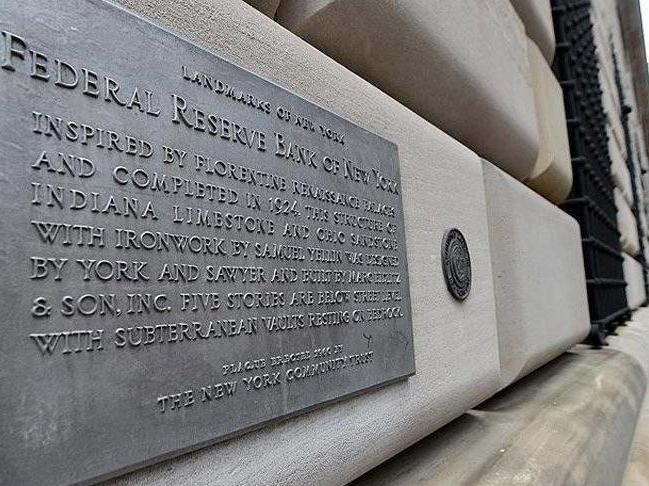 LANDMARKS OF NEW YORK
FEDERAL RESERVE BANK OF NEW YORK
INSPIRED BY FLORENTINE RENAISSANCE PALACES
AND COMPLETED IN 1924, THIS STRUCTURE OF
INDIANA LIMESTONE AND OHIO SANDSTONE
WITH IRONWORK BY SAMUEL YELLIN WAS DESIGNED
BY YORK AND SAWYER AND BUILT BY MARC EIDLITZ
& SON, INC. FIVE STORIES ARE BELOW STREET LEVEL
WITH SUBTERRANEAN VAULTS RESTING ON BEDROCK.
PLAQUE ERECTED BY
THE NEW YORK COMMUNITY TRUST